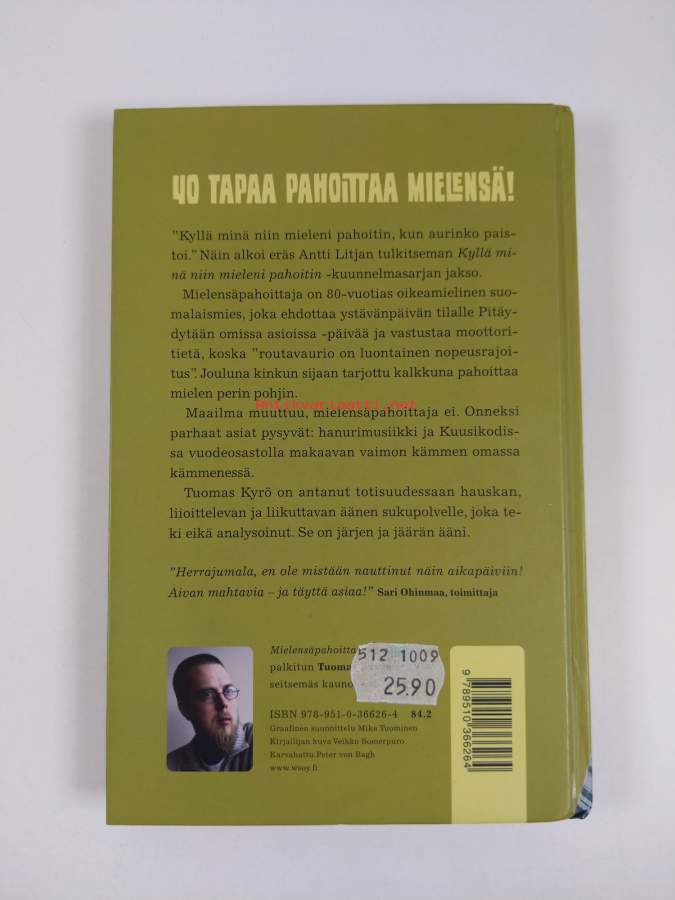 40 TAPAA PAHOITTAA MIELENSÄ!
"Kyllä minä niin mieleni pahoitin, kun aurinko pais-
toi." Näin alkoi eräs Antti Litjan tulkitseman Kyllä mi-
nä niin mieleni pahoitin -kuunnelmasarjan jakso.
Mielensäpahoittaja on 80-vuotias oikeamielinen suo-
malaismies, joka ehdottaa ystävänpäivän tilalle Pitäy-
dytään omissa asioissa -päivää ja vastustaa moottori-
tietä, koska "routavaurio on luontainen nopeusrajoi-
tus". Jouluna kinkun sijaan tarjottu kalkkuna pahoittaa
mielen perin pohjin.
Antikvariaatti.net
Maailma muuttuu, mielensäpahoittaja ei. Onneksi
parhaat asiat pysyvät: hanurimusiikki ja Kuusikodis-
sa vuodeosastolla makaavan vaimon kämmen omassa
kämmenessä.
Tuomas Kyrö on antanut totisuudessaan hauskan,
liioittelevan ja liikuttavan äänen sukupolvelle, joka te-
ki eikä analysoinut. Se on järjen ja jäärän ääni.
"Herrajumala, en ole mistään nauttinut näin aikapäiviin!
Aivan mahtavia – ja täyttä asiaa!" Sari Ohinmaa, toimittaja
Mielensäpahoitta
palkitun Tuoma
seitsemäs kauno
512 1009
25.90
ISBN 978-951-0-36626-4 84.2
Graafinen suunnittelu Mika Tuominen
Kirjailijan kuva Veikko Somerpuro
Karvahattu Peter von Bagh
www.wsoy.fi
9789510366264